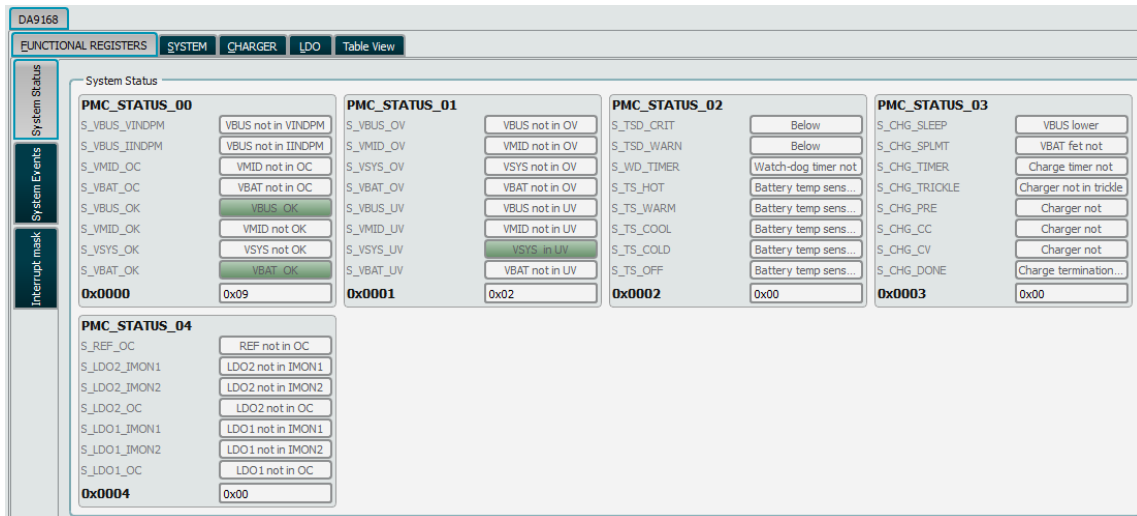 DA9168
FUNCTIONAL REGISTERS SYSTEM CHARGER LDO Table View
System Status
System Events
Interrupt mask
System Status
PMC_STATUS_00
S_VBUS_VINDPM VBUS not in VINDPM
S_VBUS_IINDPM VBUS not in IINDPM
S_VMID_OC VMID not in OC
S_VBAT_OC VBAT not in OC
S_VBUS_OK VBUS OK
S_VMID_OK VMID not OK
S_VSYS_OK VSYS not OK
S_VBAT_OK VBAT OK
0x0000 0x09
PMC_STATUS_01
S_VBUS_OV VBUS not in OV
S_VMID_OV VMID not in OV
S_VSYS_OV VSYS not in OV
S_VBAT_OV VBAT not in OV
S_VBUS_UV VBUS not in UV
S_VMID_UV VMID not in UV
S_VSYS_UV VSYS in UV
S_VBAT_UV VBAT not in UV
0x0001 0x02
PMC_STATUS_02
S_TSD_CRIT Below
S_TSD_WARN Below
S_WD_TIMER Watch-dog timer not
S_TS_HOT Battery temp sens...
S_TS_WARM Battery temp sens...
S_TS_COOL Battery temp sens...
S_TS_COLD Battery temp sens...
S_TS_OFF Battery temp sens...
0x0002 0x00
PMC_STATUS_03
S_CHG_SLEEP VBUS lower
S_CHG_SPLMT VBAT fet not
S_CHG_TIMER Charge timer not
S_CHG_TRICKLE Charger not in trickle
S_CHG_PRE Charger not
S_CHG_CC Charger not
S_CHG_CV Charger not
S_CHG_DONE Charge termination...
0x0003 0x00
PMC_STATUS_04
S_REF_OC REF not in OC
S_LDO2_IMON1 LDO2 not in IMON1
S_LDO2_IMON2 LDO2 not in IMON2
S_LDO2_OC LDO2 not in OC
S_LDO1_IMON1 LDO1 not in IMON1
S_LDO1_IMON2 LDO1 not in IMON2
S_LDO1_OC LDO1 not in OC
0x0004 0x00